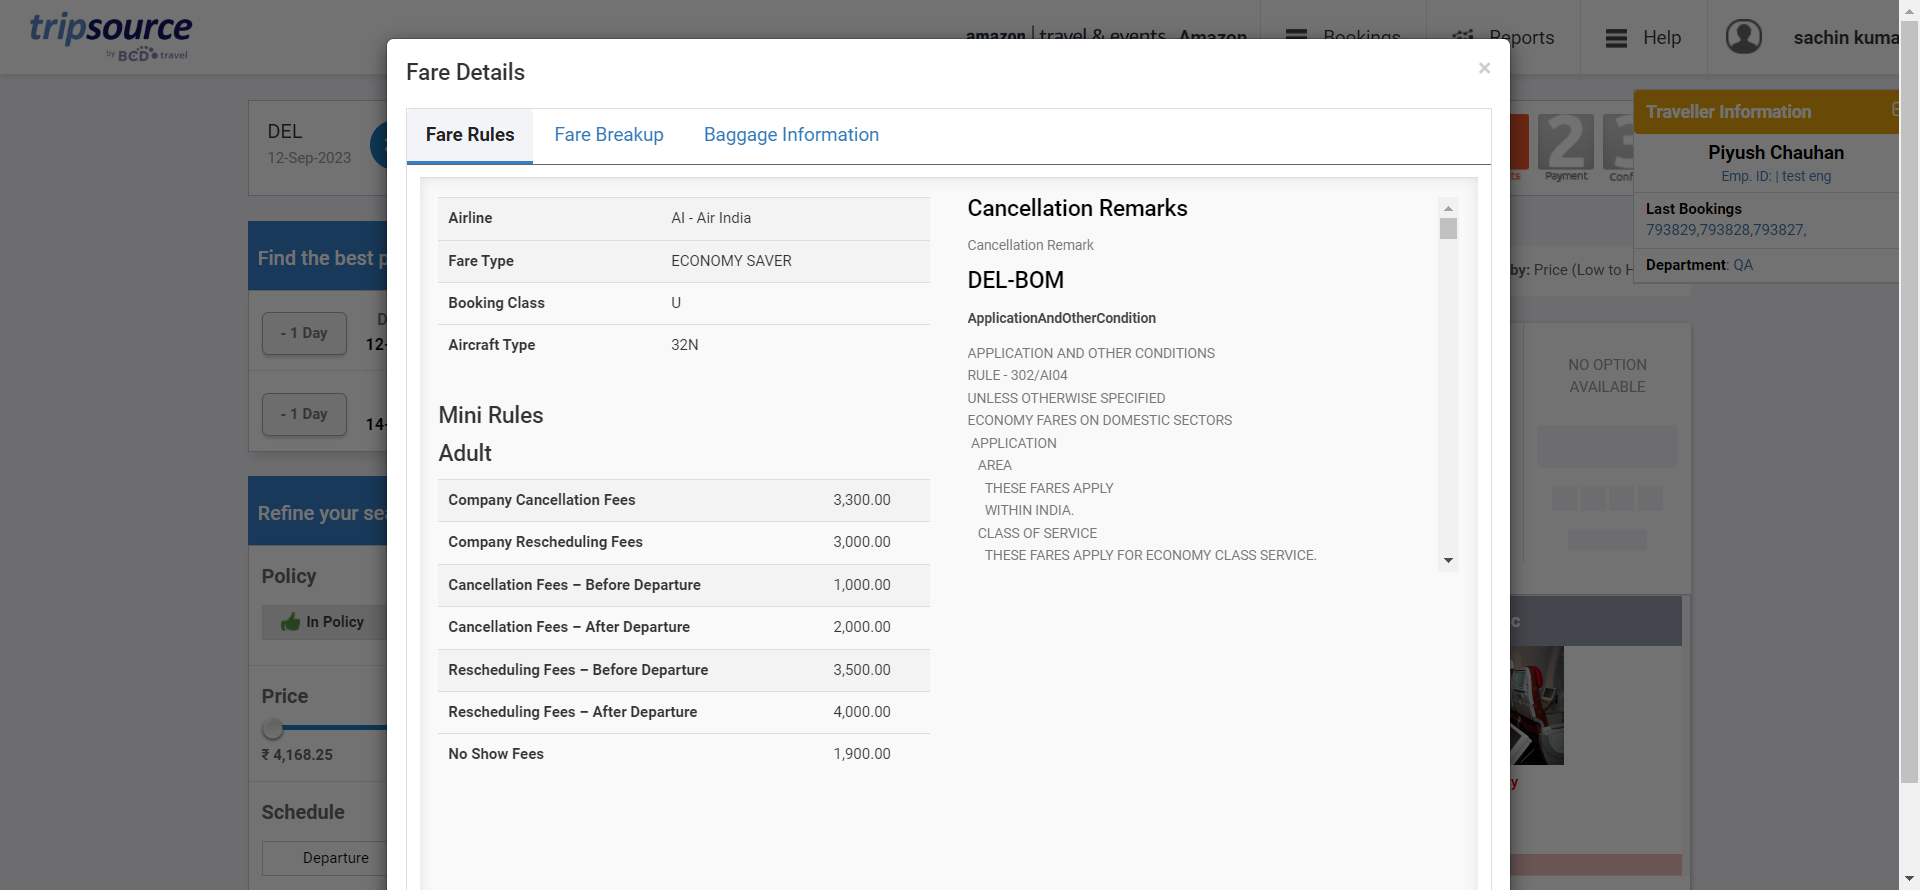 tripsource
by BCD travel
amazon | travel & events Amazon
Bookings
Reports
Help
sachin kuma
Fare Details
×
Fare Rules
Fare Breakup
Baggage Information
DEL
12-Sep-2023
Find the best p
- 1 Day
D
12-
- 1 Day
14-
Refine your sea
Policy
In Policy
Price
₹ 4,168.25
Schedule
Departure
Airline AI - Air India
Fare Type ECONOMY SAVER
Booking Class U
Aircraft Type 32N
Mini Rules
Adult
Company Cancellation Fees 3,300.00
Company Rescheduling Fees 3,000.00
Cancellation Fees – Before Departure 1,000.00
Cancellation Fees – After Departure 2,000.00
Rescheduling Fees – Before Departure 3,500.00
Rescheduling Fees – After Departure 4,000.00
No Show Fees 1,900.00
Cancellation Remarks
Cancellation Remark
DEL-BOM
ApplicationAndOtherCondition
APPLICATION AND OTHER CONDITIONS
RULE - 302/AI04
UNLESS OTHERWISE SPECIFIED
ECONOMY FARES ON DOMESTIC SECTORS
APPLICATION
AREA
THESE FARES APPLY
WITHIN INDIA.
CLASS OF SERVICE
THESE FARES APPLY FOR ECONOMY CLASS SERVICE.
2
Payment
3
Conf
ts
Traveller Information
Piyush Chauhan
Emp. ID: | test eng
Last Bookings
793829,793828,793827,
Department: QA
by: Price (Low to H
NO OPTION
AVAILABLE
c
y